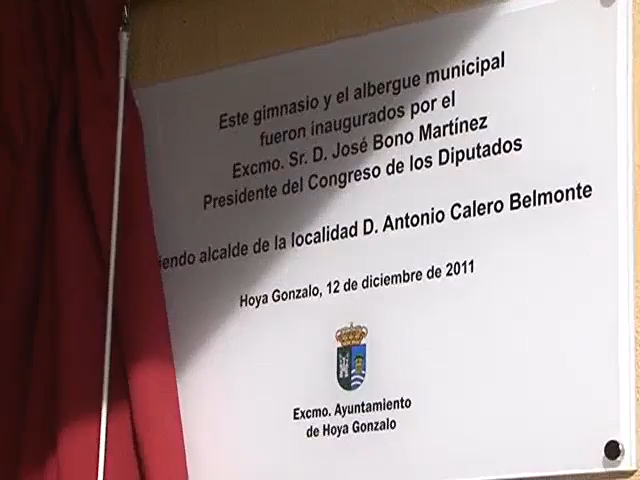 Este gimnasio y el albergue municipal
fueron inaugurados por el
Excmo. Sr. D. José Bono Martínez
Presidente del Congreso de los Diputados
iendo alcalde de la localidad D. Antonio Calero Belmonte
Hoya Gonzalo, 12 de diciembre de 2011
Excmo. Ayuntamiento
de Hoya Gonzalo